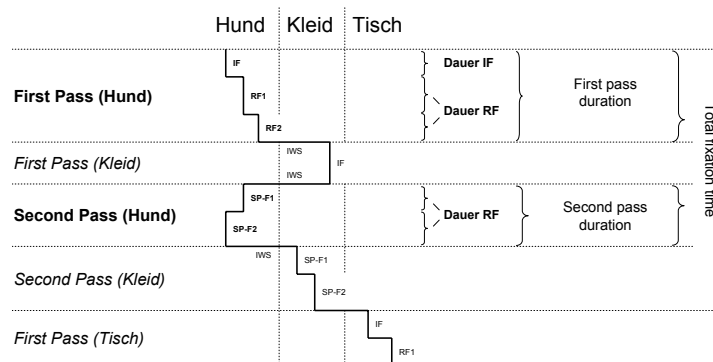 Hund Kleid Tisch
IF Dauer IF
First Pass (Hund) RF1 First pass
duration
Dauer RF
RF2
Total fixation time
IWS
First Pass (Kleid) IF
IWS
SP-F1
Second Pass (Hund) Dauer RF Second pass
duration
SP-F2
IWS
SP-F1
Second Pass (Kleid)
SP-F2
IF
First Pass (Tisch)
RF1